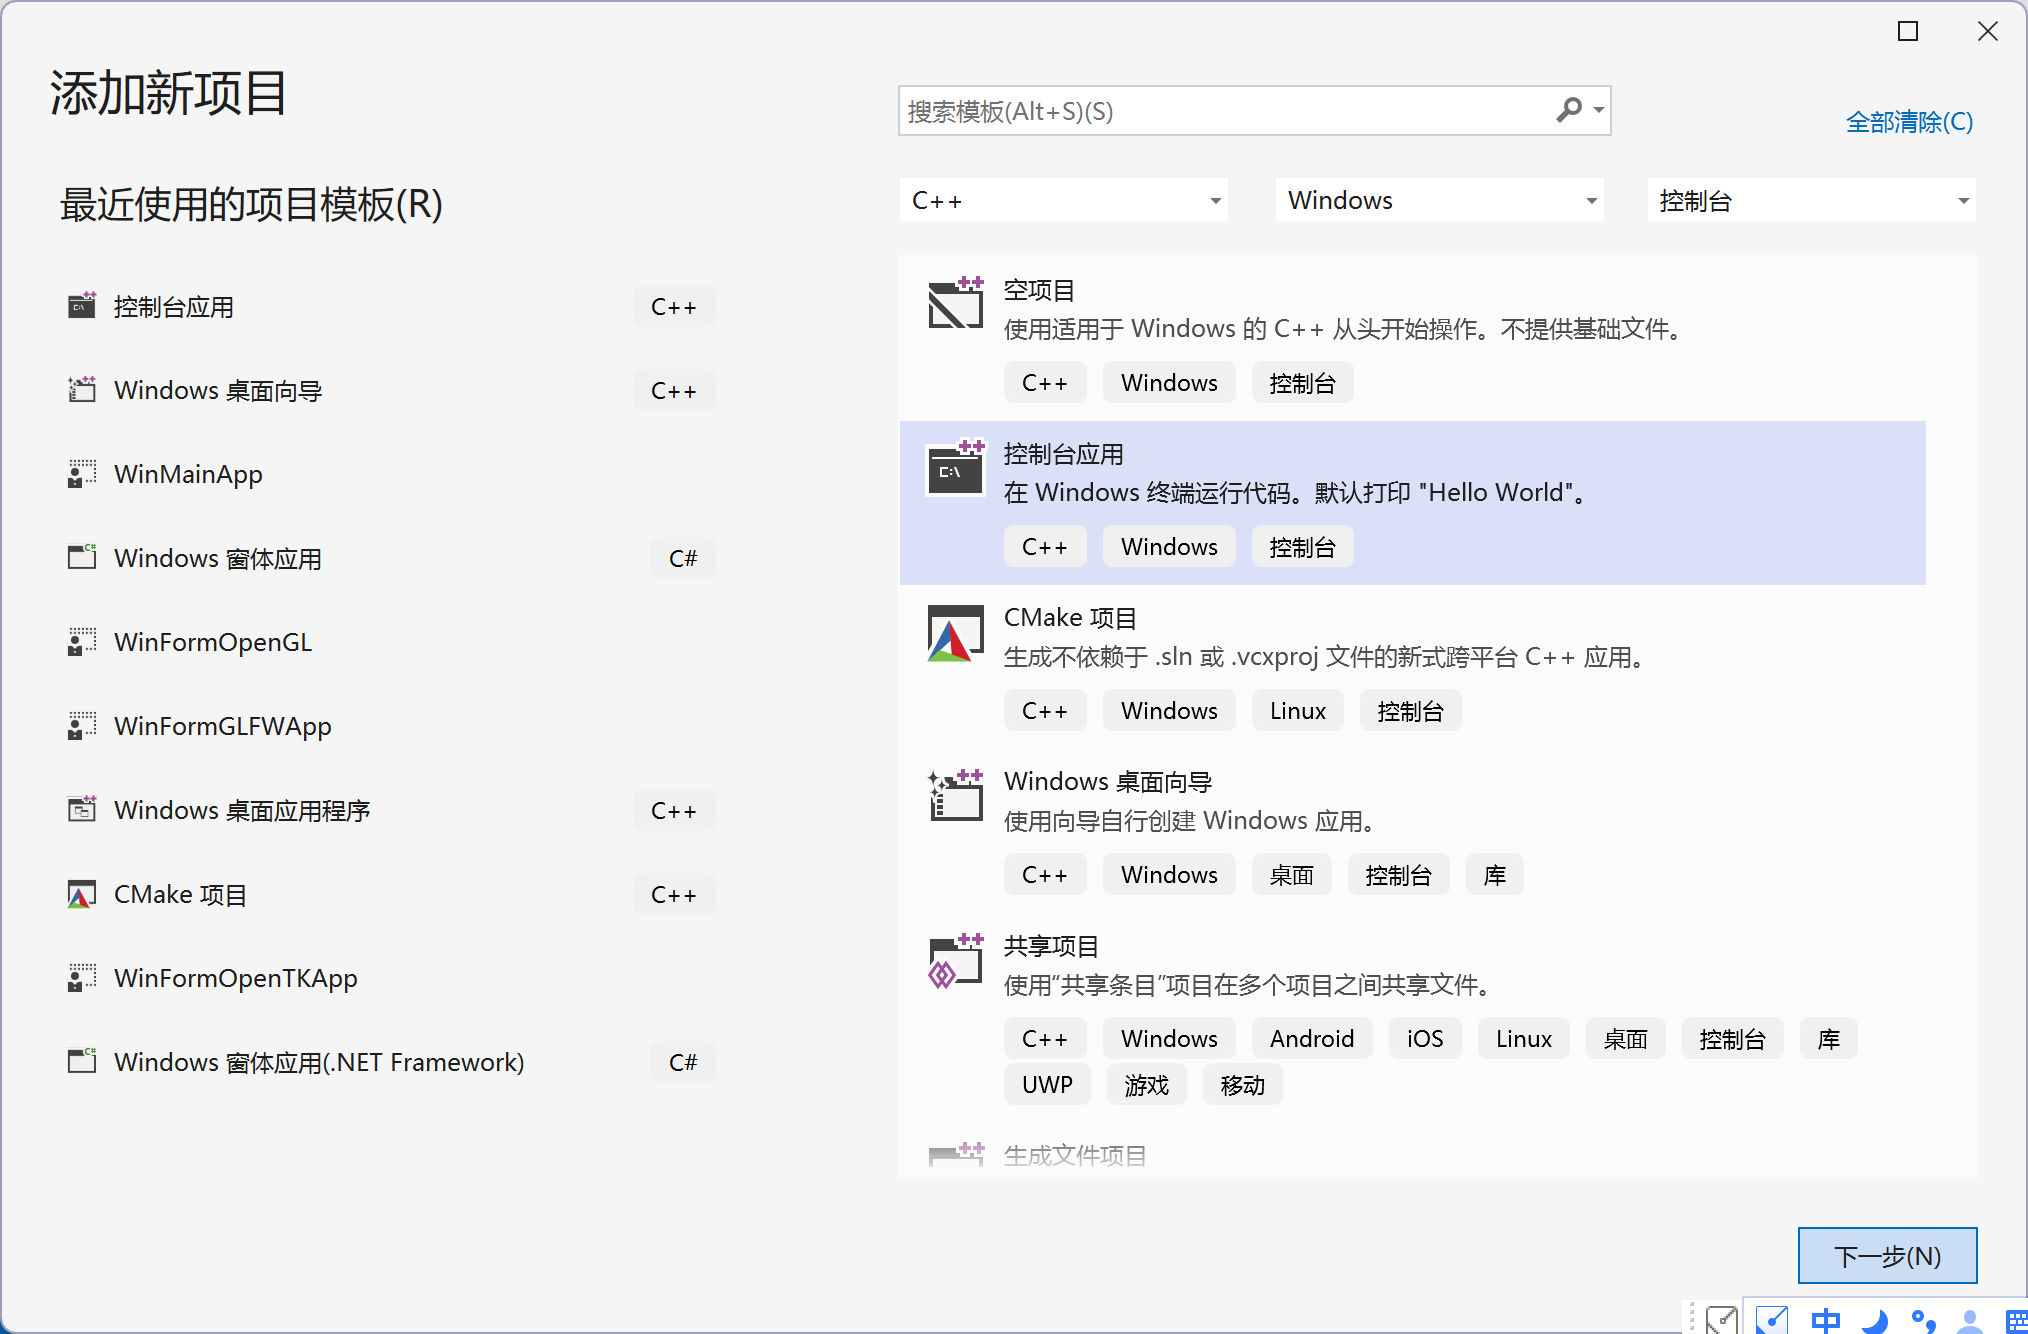 添加新项目
搜索模板(Alt+S)(S)
全部清除(C)
最近使用的项目模板(R)
C++
Windows
控制台
控制台应用
C++
Windows 桌面向导
C++
WinMainApp
Windows 窗体应用
C#
WinFormOpenGL
WinFormGLFWApp
Windows 桌面应用程序
C++
CMake 项目
C++
WinFormOpenTKApp
Windows 窗体应用(.NET Framework)
C#
空项目
使用适用于 Windows 的 C++ 从头开始操作。不提供基础文件。
C++ Windows 控制台
控制台应用
在 Windows 终端运行代码。默认打印 "Hello World"。
C++ Windows 控制台
CMake 项目
生成不依赖于 .sln 或 .vcxproj 文件的新式跨平台 C++ 应用。
C++ Windows Linux 控制台
Windows 桌面向导
使用向导自行创建 Windows 应用。
C++ Windows 桌面 控制台 库
共享项目
使用“共享条目”项目在多个项目之间共享文件。
C++ Windows Android iOS Linux 桌面 控制台 库
UWP 游戏 移动
生成文件项目
下一步(N)
中